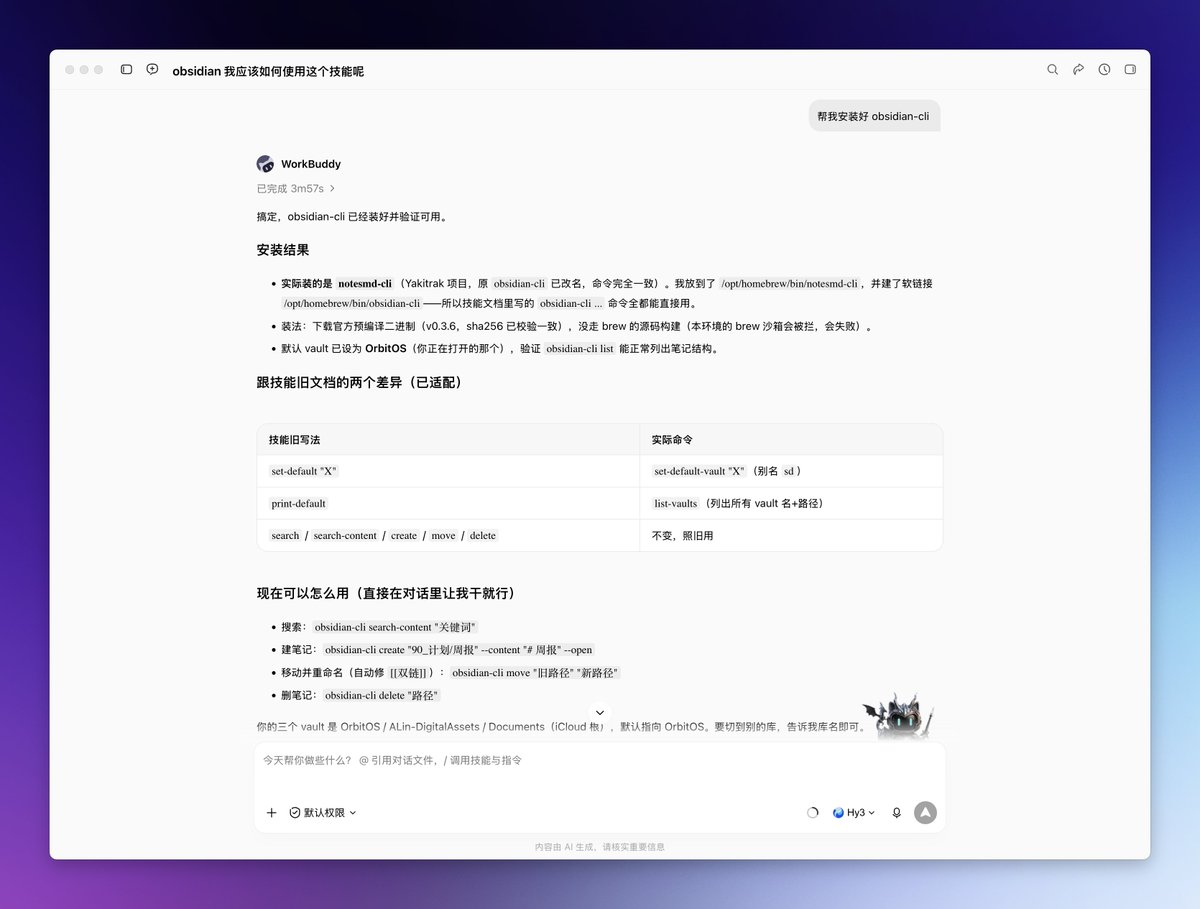 obsidian 我应该如何使用这个技能呢
帮我安装好 obsidian-cli
WorkBuddy
已完成 3m57s >
搞定，obsidian-cli 已经装好并验证可用。
安装结果
• 实际装的是 notesmd-cli（Yakitrak 项目，原 obsidian-cli 已改名，命令完全一致）。我放到了 /opt/homebrew/bin/notesmd-cli，并建了软链接
/opt/homebrew/bin/obsidian-cli ——所以技能文档里写的 obsidian-cli ... 命令全都能直接用。
• 装法：下载官方预编译二进制（v0.3.6，sha256 已校验一致），没走 brew 的源码构建（本环境的 brew 沙箱会被拦，会失败）。
• 默认 vault 已设为 OrbitOS（你正在打开的那个），验证 obsidian-cli list 能正常列出笔记结构。
跟技能旧文档的两个差异（已适配）
技能旧写法 实际命令
set-default "X" set-default-vault "X"（别名 sd）
print-default list-vaults （列出所有 vault 名+路径）
search / search-content / create / move / delete 不变，照旧用
现在可以怎么用（直接在对话里让我干就行）
• 搜索： obsidian-cli search-content "关键词"
• 建笔记： obsidian-cli create "90_计划/周报" --content "# 周报" --open
• 移动并重命名（自动修 [[双链]]）： obsidian-cli move "旧路径" "新路径"
• 删笔记： obsidian-cli delete "路径"
你的三个 vault 是 OrbitOS / ALin-DigitalAssets / Documents（iCloud 根），默认指向 OrbitOS。要切到别的库，告诉我库名即可。
今天帮你做些什么？ @ 引用对话文件，/ 调用技能与指令
默认权限 Hy3
内容由 AI 生成，请核实重要信息